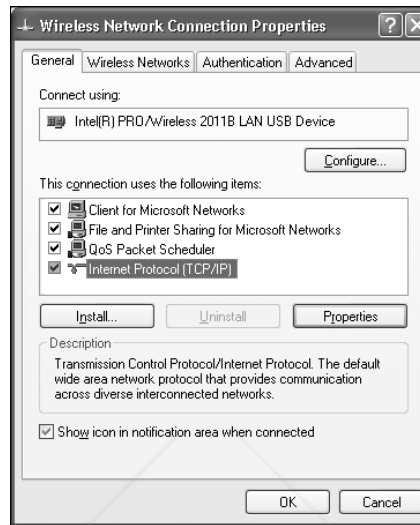 Wireless Network Connection Properties
General Wireless Networks Authentication Advanced
Connect using:
Intel(R) PRO/Wireless 2011B LAN USB Device
Configure...
This connection uses the following items:
Client for Microsoft Networks
File and Printer Sharing for Microsoft Networks
QoS Packet Scheduler
Internet Protocol (TCP/IP)
Install... Uninstall Properties
Description
Transmission Control Protocol/Internet Protocol. The default
wide area network protocol that provides communication
across diverse interconnected networks.
Show icon in notification area when connected
OK Cancel